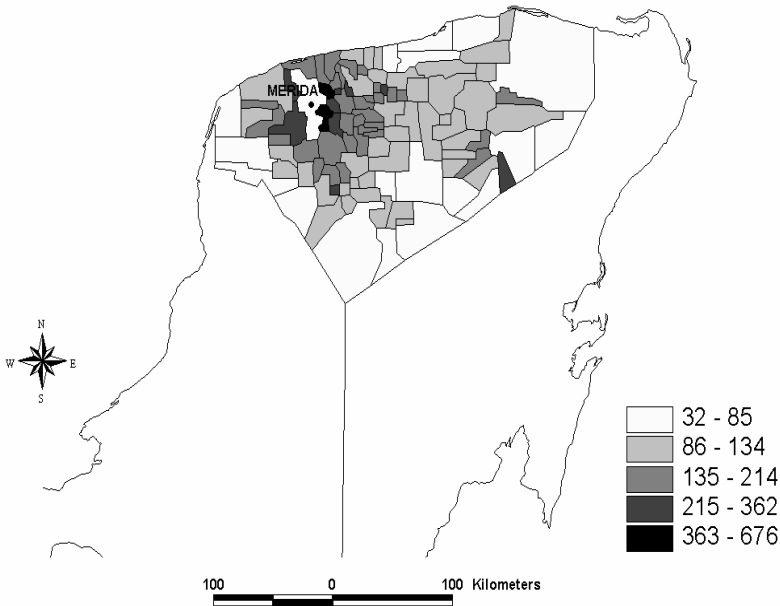 MERIDA
N
W E
S
32 - 85
86 - 134
135 - 214
215 - 362
363 - 676
100 0 100 Kilometers